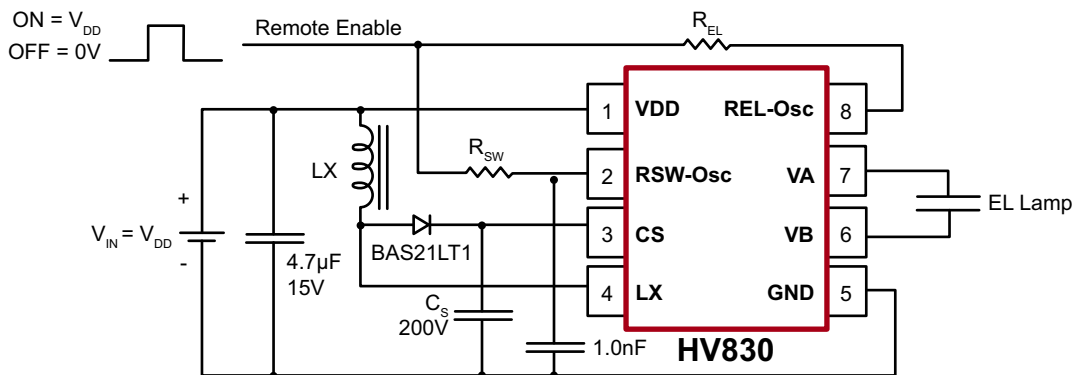 ON = VDD
OFF = 0V
Remote Enable
REL
1
VDD
REL-Osc
8
LX
RSW
2
RSW-Osc
VA
7
EL Lamp
+
VIN = VDD
-
BAS21LT1
3
CS
VB
6
4.7µF
15V
4
LX
GND
5
CS
200V
1.0nF
HV830